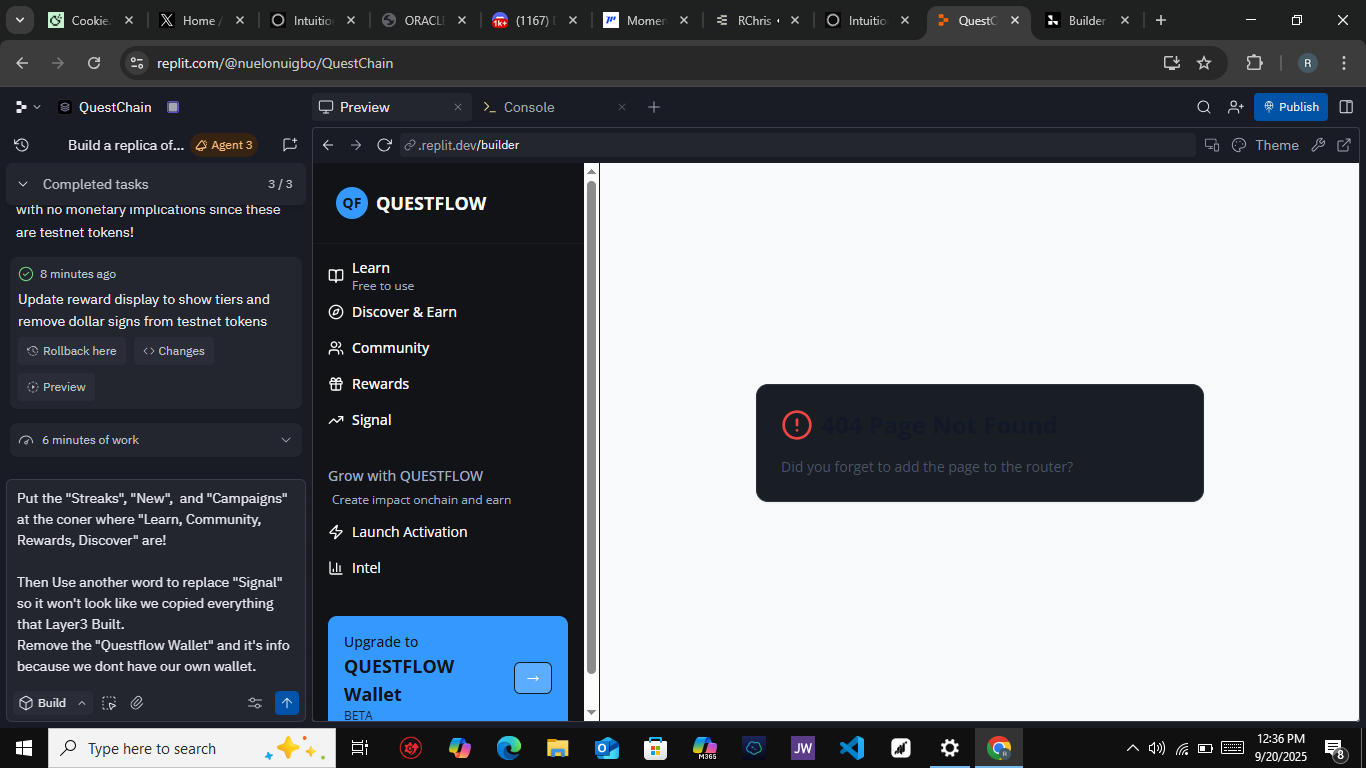 Cookie.
Home /
Intuitio
ORACLE
(1167)
Momen
RChris
Intuitio
QuestC
Builder
replit.com/@nuelonuigbo/QuestChain
R
QuestChain
Preview
Console
Publish
Build a replica of...
Agent 3
.replit.dev/builder
Theme
Completed tasks
3 / 3
with no monetary implications since these
are testnet tokens!
8 minutes ago
Update reward display to show tiers and
remove dollar signs from testnet tokens
Rollback here
Changes
Preview
6 minutes of work
Put the "Streaks", "New", and "Campaigns"
at the coner where "Learn, Community,
Rewards, Discover" are!
Then Use another word to replace "Signal"
so it won't look like we copied everything
that Layer3 Built.
Remove the "Questflow Wallet" and it's info
because we dont have our own wallet.
Build
QF QUESTFLOW
Learn
Free to use
Discover & Earn
Community
Rewards
Signal
Grow with QUESTFLOW
Create impact onchain and earn
Launch Activation
Intel
Upgrade to
QUESTFLOW
Wallet
BETA
→
404 Page Not Found
Did you forget to add the page to the router?
Type here to search
M365
JW
12:36 PM
9/20/2025
8